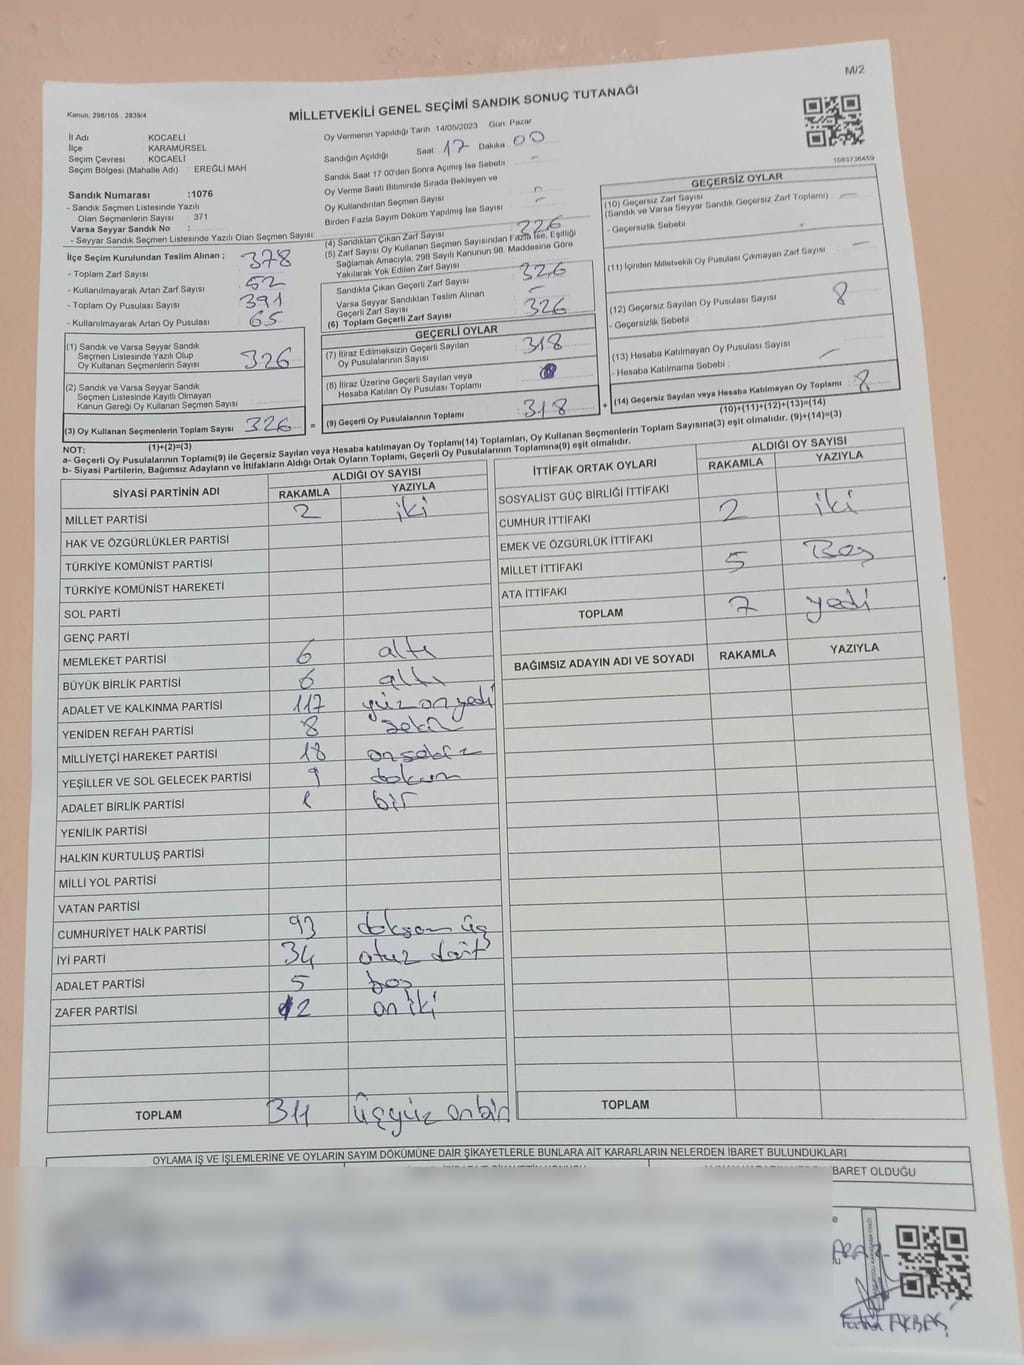 M/2
Kanun, 298/105 , 2839/4
MİLLETVEKİLİ GENEL SEÇİMİ SANDIK SONUÇ TUTANAĞI
İl Adı KOCAELİ
İlçe KARAMÜRSEL
Seçim Çevresi KOCAELİ
Seçim Bölgesi (Mahalle Adı) : EREĞLİ MAH
Oy Vermenin Yapıldığı Tarih 14/05/2023 Gün Pazar
Sandığın Açıldığı Saat 17 Dakika 00
Sandık Saat 17 00'den Sonra Açımış İse Sebebi -
Oy Verme Saati Bitiminde Sırada Bekleyen ve
Oy Kullandırılan Seçmen Sayısı -
Birden Fazla Sayım Döküm Yapılmış İse Sayısı -
1583736459
Sandık Numarası :1076
- Sandık Seçmen Listesinde Yazılı
Olan Seçmenlerin Sayısı : 371
Varsa Seyyar Sandık No :
- Seyyar Sandık Seçmen Listesinde Yazılı Olan Seçmen Sayısı:
İlçe Seçim Kurulundan Teslim Alınan ;
- Toplam Zarf Sayısı 378
- Kullanılmayarak Artan Zarf Sayısı 52
- Toplam Oy Pusulası Sayısı 391
- Kullanılmayarak Artan Oy Pusulası 65
(1) Sandık ve Varsa Seyyar Sandık
Seçmen Listesinde Yazılı Olup
Oy Kullanan Seçmenlerin Sayısı 326
(2) Sandık ve Varsa Seyyar Sandık
Seçmen Listesinde Kayıtlı Olmayan
Kanun Gereği Oy Kullanan Seçmen Sayısı
(3) Oy Kullanan Seçmenlerin Toplam Sayısı 326
(1)+(2)=(3)
(4) Sandıktan Çıkan Zarf Sayısı 326
(5) Zarf Sayısı Oy Kullanan Seçmen Sayısından Fazla İse, Eşitliği
Sağlamak Amacıyla, 298 Sayılı Kanunun 98. Maddesine Göre
Yakılarak Yok Edilen Zarf Sayısı
Sandıkta Çıkan Geçerli Zarf Sayısı 326
Varsa Seyyar Sandıktan Teslim Alınan
Geçerli Zarf Sayısı -
(6) Toplam Geçerli Zarf Sayısı 326
GEÇERLİ OYLAR
(7) İtiraz Edilmeksizin Geçerli Sayılan
Oy Pusulalarının Sayısı 318
(8) İtiraz Üzerine Geçerli Sayılan veya
Hesaba Katılan Oy Pusulası Toplamı
= (9) Geçerli Oy Pusulalarının Toplamı 318 +
GEÇERSİZ OYLAR
(10) Geçersiz Zarf Sayısı
(Sandık ve Varsa Seyyar Sandık Geçersiz Zarf Toplamı) -
- Geçersizlik Sebebi :
(11) İçinden Milletvekili Oy Pusulası Çıkmayan Zarf Sayısı -
(12) Geçersiz Sayılan Oy Pusulası Sayısı 8
- Geçersizlik Sebebi
(13) Hesaba Katılmayan Oy Pusulası Sayısı
- Hesaba Katılmama Sebebi : -
(14) Geçersiz Sayılan veya Hesaba Katılmayan Oy Toplamı 8
(10)+(11)+(12)+(13)=(14)
NOT:
a- Geçerli Oy Pusulalarının Toplamı(9) ile Geçersiz Sayılan veya Hesaba katılmayan Oy Toplamı(14) Toplamları, Oy Kullanan Seçmenlerin Toplam Sayısına(3) eşit olmalıdır. (9)+(14)=(3)
b- Siyasi Partilerin, Bağımsız Adayların ve İttifakların Aldığı Ortak Oyların Toplamı, Geçerli Oy Pusulalarının Toplamına(9) eşit olmalıdır.
SİYASİ PARTİNİN ADI ALDIĞI OY SAYISI
RAKAMLA YAZIYLA
MİLLET PARTİSİ 2 iki
HAK VE ÖZGÜRLÜKLER PARTİSİ
TÜRKİYE KOMÜNİST PARTİSİ
TÜRKİYE KOMÜNİST HAREKETİ
SOL PARTİ
GENÇ PARTİ
MEMLEKET PARTİSİ 6 altı
BÜYÜK BİRLİK PARTİSİ 6 altı
ADALET VE KALKINMA PARTİSİ 117 yüz on yedi
YENİDEN REFAH PARTİSİ 8 sekiz
MİLLİYETÇİ HAREKET PARTİSİ 18 onsekiz
YEŞİLLER VE SOL GELECEK PARTİSİ 9 dokuz
ADALET BİRLİK PARTİSİ 1 bir
YENİLİK PARTİSİ
HALKIN KURTULUŞ PARTİSİ
MİLLİ YOL PARTİSİ
VATAN PARTİSİ
CUMHURİYET HALK PARTİSİ 93 doksan üç
İYİ PARTİ 34 otuz dört
ADALET PARTİSİ 5 beş
ZAFER PARTİSİ 12 on iki
TOPLAM 311 üçyüz onbir
İTTİFAK ORTAK OYLARI ALDIĞI OY SAYISI
RAKAMLA YAZIYLA
SOSYALİST GÜÇ BİRLİĞİ İTTİFAKI
CUMHUR İTTİFAKI 2 iki
EMEK VE ÖZGÜRLÜK İTTİFAKI
MİLLET İTTİFAKI 5 Beş
ATA İTTİFAKI
TOPLAM 7 yedi
BAĞIMSIZ ADAYIN ADI VE SOYADI RAKAMLA YAZIYLA
TOPLAM
OYLAMA İŞ VE İŞLEMLERİNE VE OYLARIN SAYIM DÖKÜMÜNE DAİR ŞİKAYETLERLE BUNLARA AİT KARARLARIN NELERDEN İBARET BULUNDUKLARI
BARET OLDUĞU
AKBAŞ